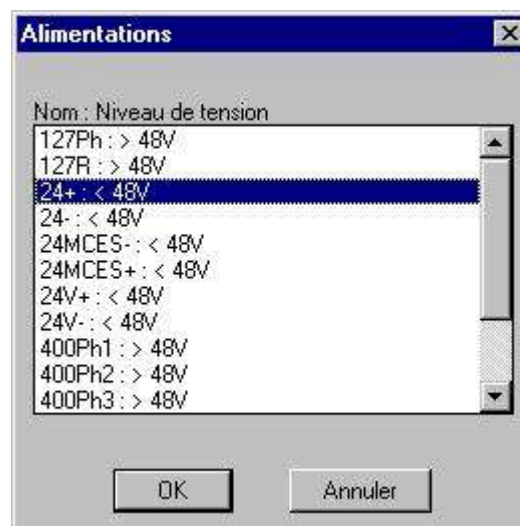 Alimentations
Nom : Niveau de tension
127Ph : > 48V
127R : > 48V
24+ : < 48V
24- : < 48V
24MCES- : < 48V
24MCES+ : < 48V
24V+ : < 48V
24V- : < 48V
400Ph1 : > 48V
400Ph2 : > 48V
400Ph3 : > 48V
OK
Annuler